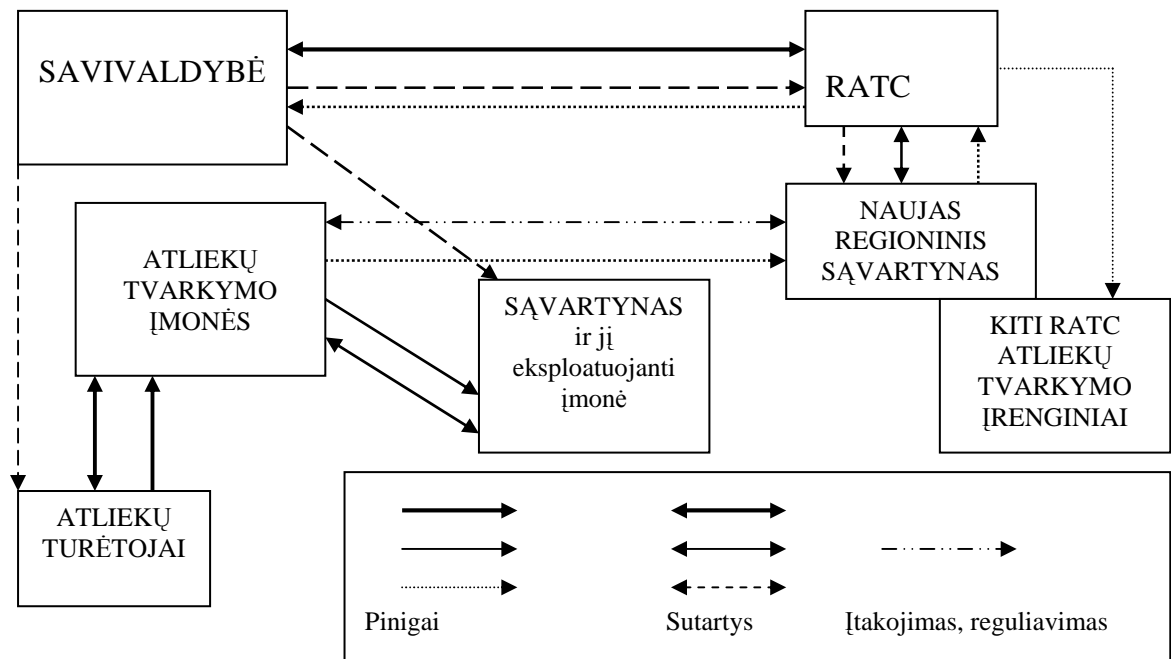 SAVIVALDYBĖ
RATC
NAUJAS
REGIONINIS
SĄVARTYNAS
ATLIEKŲ
TVARKYMO
ĮMONĖS
SĄVARTYNAS
ir jį
eksploatuojanti
įmonė
KITI RATC
ATLIEKŲ
TVARKYMO
ĮRENGINIAI
ATLIEKŲ
TURĖTOJAI
Pinigai
Sutartys
Įtakojimas, reguliavimas